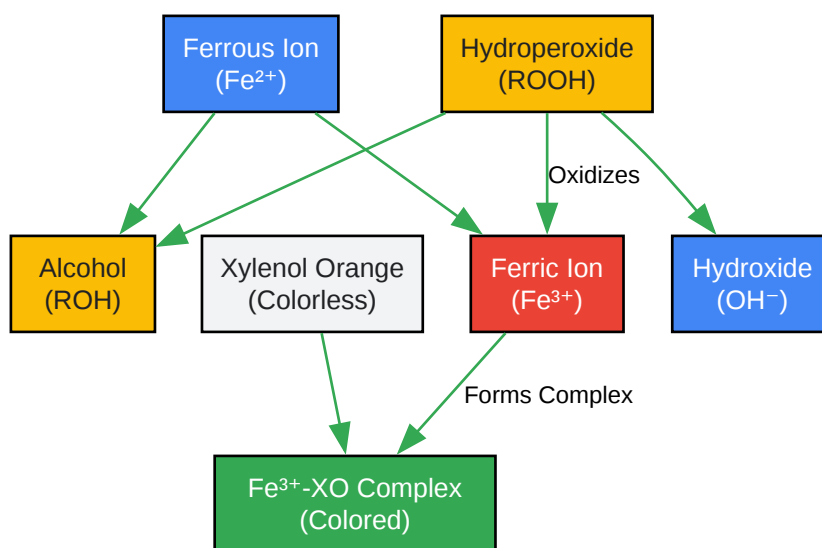 Ferrous Ion
(Fe²⁺)
Hydroperoxide
(ROOH)
Oxidizes
Alcohol
(ROH)
Xylenol Orange
(Colorless)
Ferric Ion
(Fe³⁺)
Hydroxide
(OH⁻)
Forms Complex
Fe³⁺-XO Complex
(Colored)